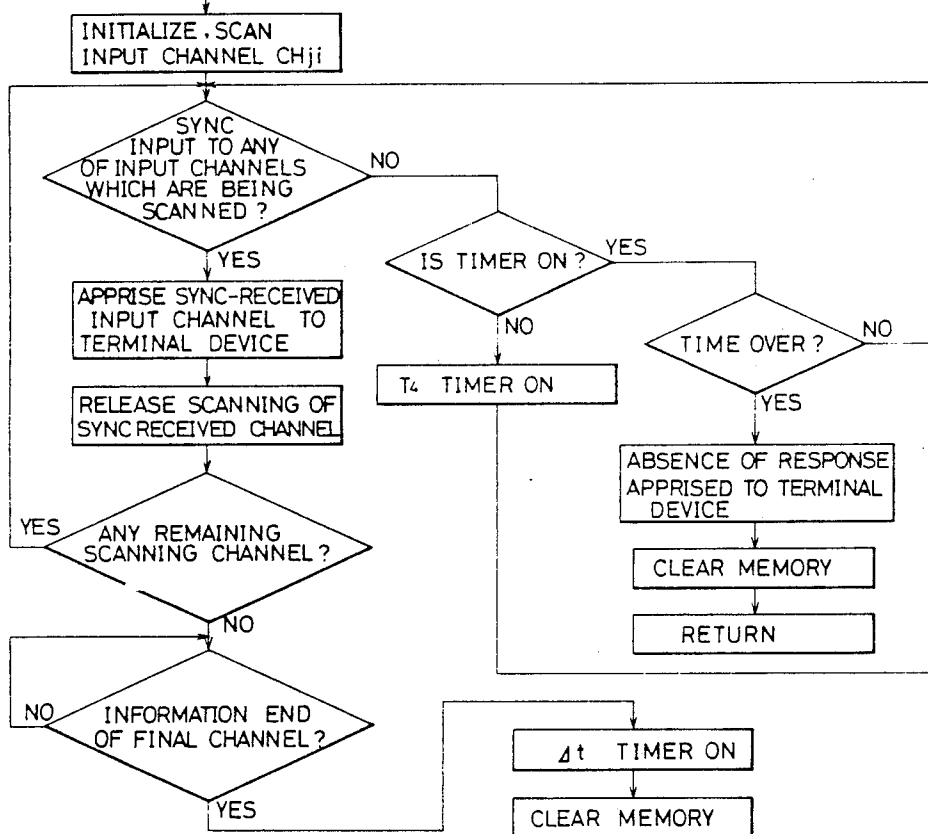 INITIALIZE, SCAN
INPUT CHANNEL CHji
SYNC
INPUT TO ANY
OF INPUT CHANNELS
WHICH ARE BEING
SCANNED ?
NO
YES
IS TIMER ON ?
YES
NO
APPRISE SYNC-RECEIVED
INPUT CHANNEL TO
TERMINAL DEVICE
TIME OVER ?
NO
YES
T4 TIMER ON
RELEASE SCANNING OF
SYNC RECEIVED CHANNEL
ABSENCE OF RESPONSE
APPRISED TO TERMINAL
DEVICE
YES
ANY REMAINING
SCANNING CHANNEL ?
NO
CLEAR MEMORY
RETURN
NO
INFORMATION END
OF FINAL CHANNEL ?
YES
Δt TIMER ON
CLEAR MEMORY